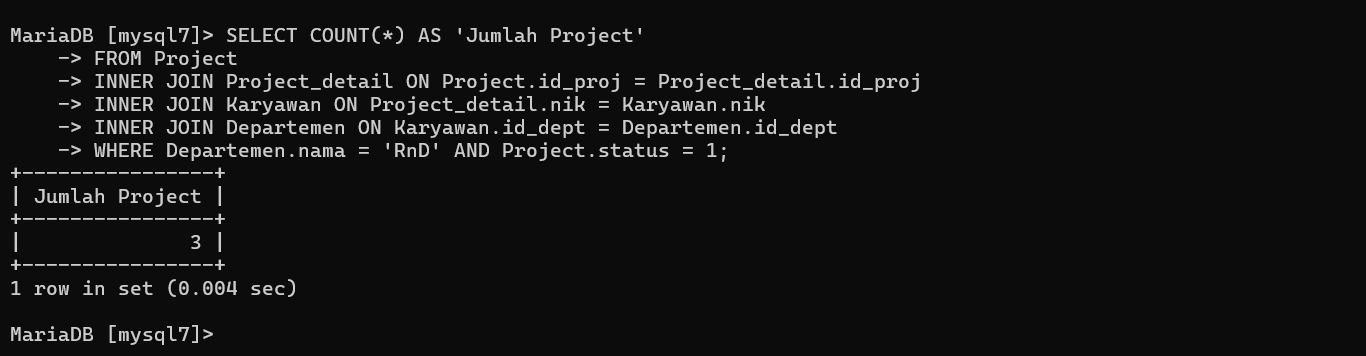 MariaDB [mysql7]> SELECT COUNT(*) AS 'Jumlah Project'
    -> FROM Project
    -> INNER JOIN Project_detail ON Project.id_proj = Project_detail.id_proj
    -> INNER JOIN Karyawan ON Project_detail.nik = Karyawan.nik
    -> INNER JOIN Departemen ON Karyawan.id_dept = Departemen.id_dept
    -> WHERE Departemen.nama = 'RnD' AND Project.status = 1;
+----------------+
| Jumlah Project |
+----------------+
|              3 |
+----------------+
1 row in set (0.004 sec)
MariaDB [mysql7]>